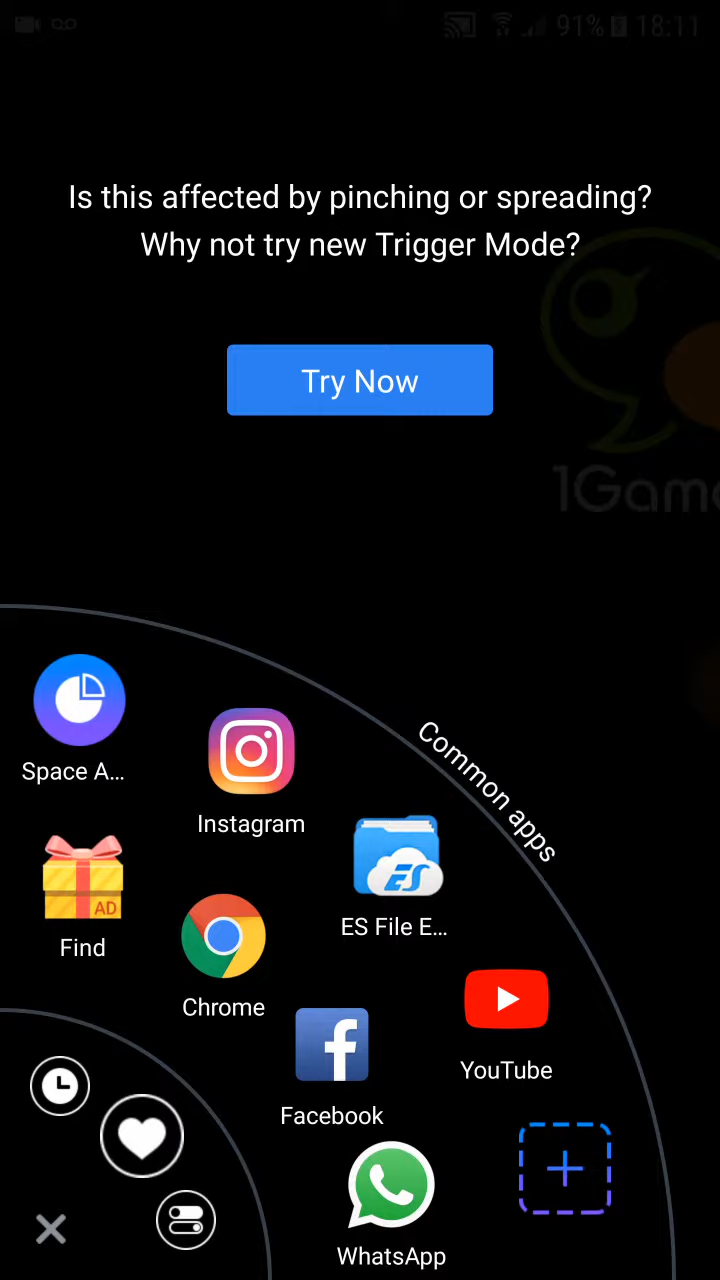 91% 18:11
Is this affected by pinching or spreading?
Why not try new Trigger Mode?
Try Now
1Gam
Common apps
Space A...
Instagram
ES File E...
AD
Find
Chrome
YouTube
Facebook
WhatsApp